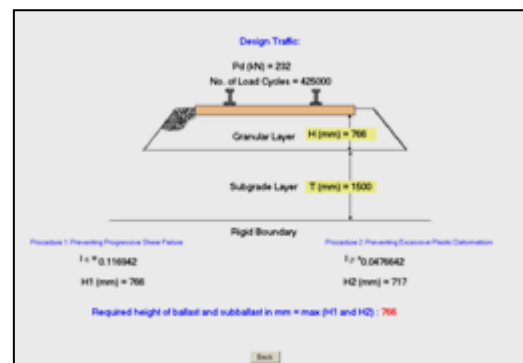 Design Traffic:
Pd (kN) = 232
No. of Load Cycles = 425000
Granular Layer H (mm) = 766
Subgrade Layer T (mm) = 1500
Rigid Boundary
Procedure 1: Preventing Progressive Shear Failure
Procedure 2: Preventing Excessive Plastic Deformation
= 0.116942
0.0476642
H1 (mm) = 766
H2 (mm) = 717
Required height of ballast and subballast in mm = max (H1 and H2) : 766
Back